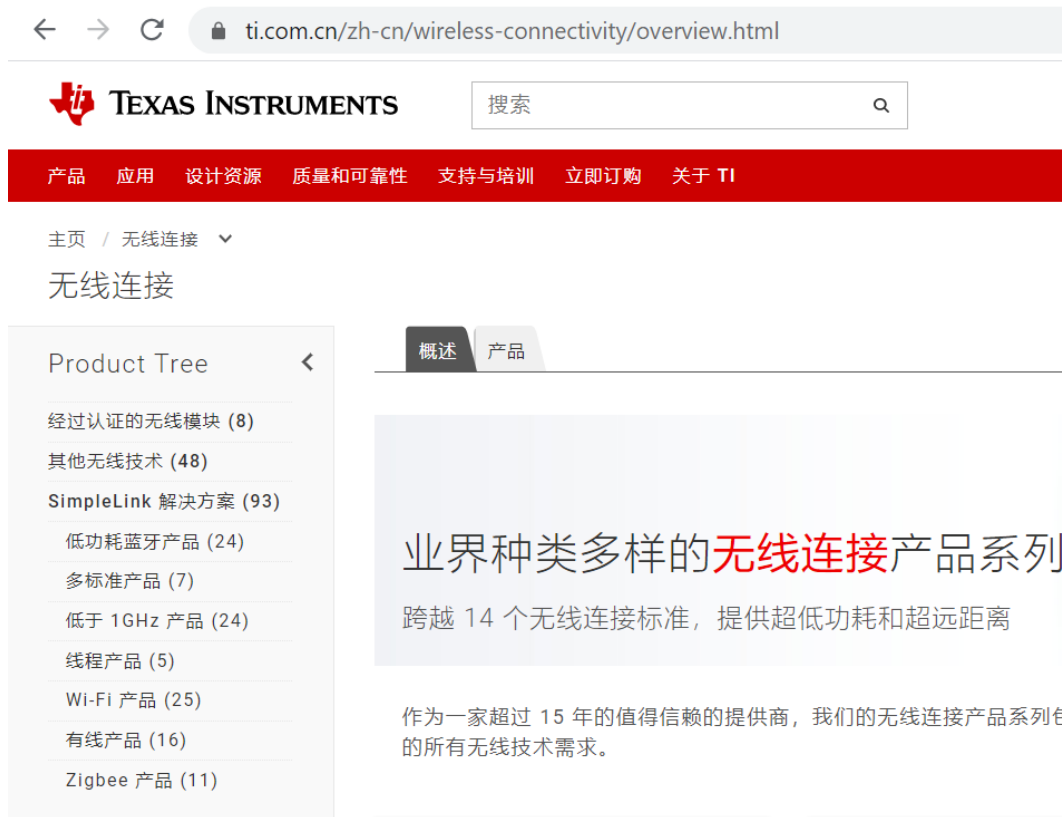 ti.com.cn/zh-cn/wireless-connectivity/overview.html
TEXAS INSTRUMENTS
搜索
产品 应用 设计资源 质量和可靠性 支持与培训 立即订购 关于 TI
主页 / 无线连接
无线连接
Product Tree
经过认证的无线模块 (8)
其他无线技术 (48)
SimpleLink 解决方案 (93)
低功耗蓝牙产品 (24)
多标准产品 (7)
低于 1GHz 产品 (24)
线程产品 (5)
Wi-Fi 产品 (25)
有线产品 (16)
Zigbee 产品 (11)
概述 产品
业界种类多样的无线连接产品系列
跨越 14 个无线连接标准，提供超低功耗和超远距离
作为一家超过 15 年的值得信赖的提供商，我们的无线连接产品系列
的所有无线技术需求。